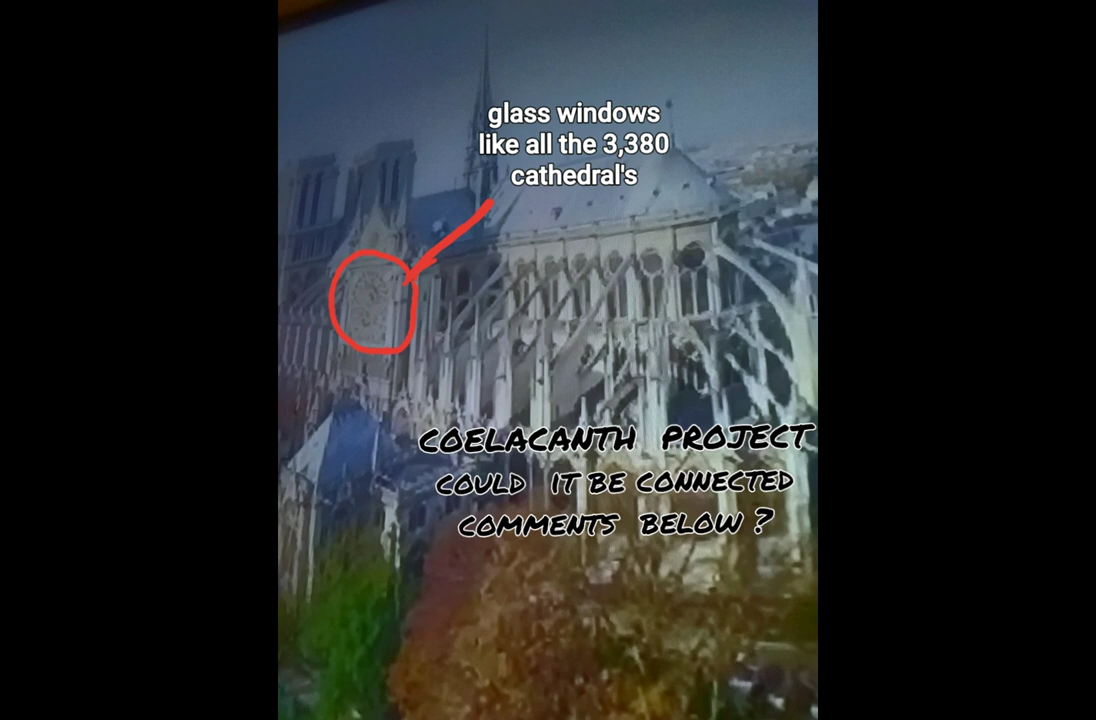 glass windows
like all the 3,380
cathedral's
COELACANTH PROJECT
COULD IT BE CONNECTED
COMMENTS BELOW ?